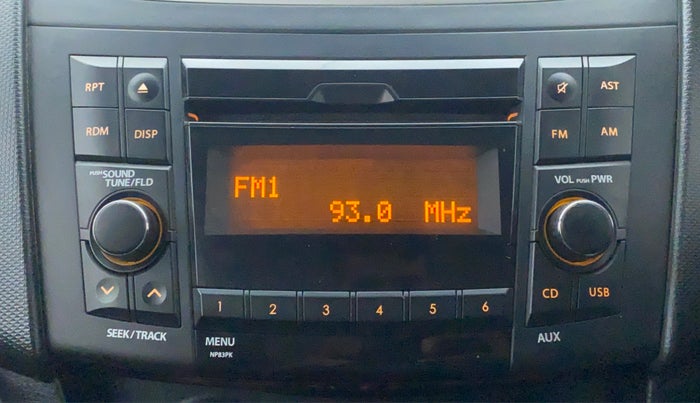 RPT
AST
RDM
DISP
FM
AM
PUSH SOUND
TUNE/FLD
VOL PUSH PWR
FM1
93.0 MHz
CD
USB
1
2
3
4
5
6
SEEK/TRACK
MENU
NP83PK
AUX